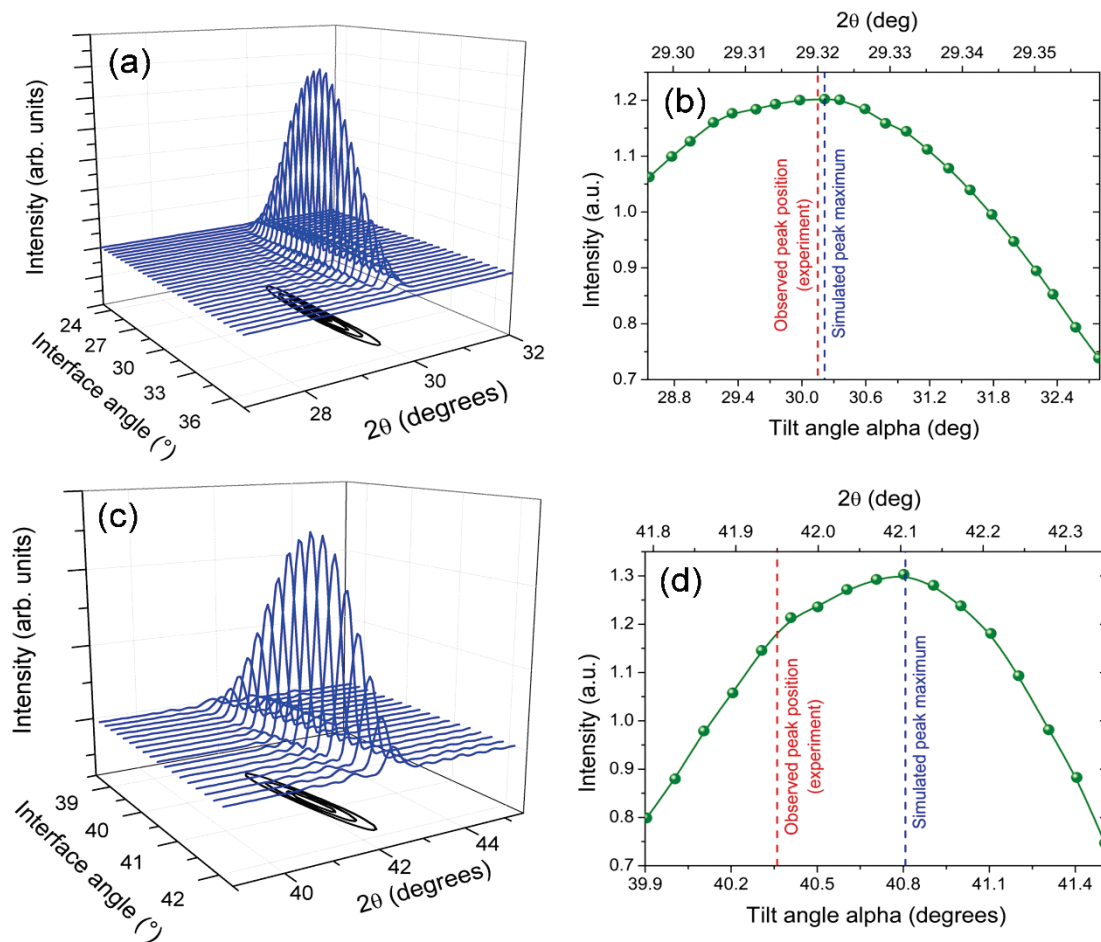 (a)
Intensity (arb. units)
24
27
30
33
36
Interface angle (°)
28
30
32
2θ (degrees)
2θ (deg)
29.30 29.31 29.32 29.33 29.34 29.35
(b)
1.2
1.1
1.0
0.9
0.8
0.7
Intensity (a.u.)
Observed peak position
(experiment)
Simulated peak maximum
28.8 29.4 30.0 30.6 31.2 31.8 32.4
Tilt angle alpha (deg)
(c)
Intensity (arb. units)
39
40
41
42
Interface angle (°)
40
42
44
2θ (degrees)
2θ (deg)
41.8 41.9 42.0 42.1 42.2 42.3
(d)
1.3
1.2
1.1
1.0
0.9
0.8
0.7
Intensity (a.u.)
Observed peak position
(experiment)
Simulated peak maximum
39.9 40.2 40.5 40.8 41.1 41.4
Tilt angle alpha (degrees)